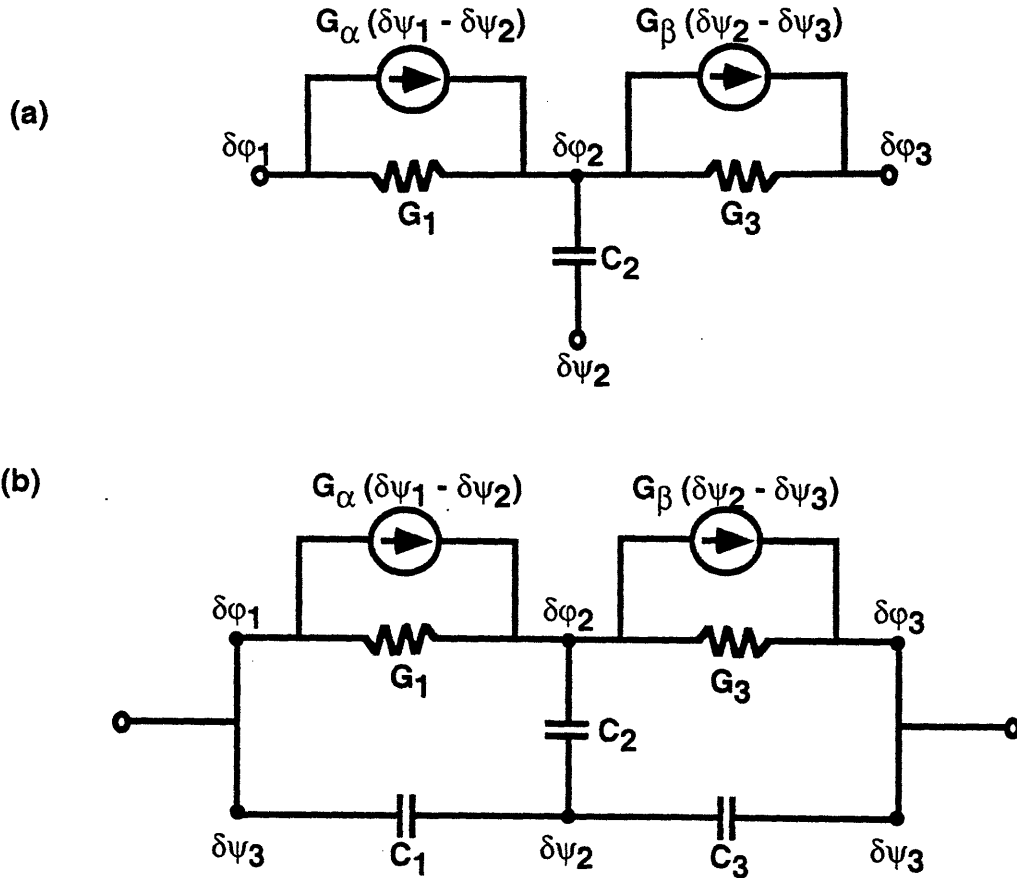 (a)
Gα (δψ1 - δψ2)
Gβ (δψ2 - δψ3)
δφ1
δφ2
δφ3
G1
G3
C2
δψ2
(b)
Gα (δψ1 - δψ2)
Gβ (δψ2 - δψ3)
δφ1
δφ2
δφ3
G1
G3
C2
δψ3
C1
δψ2
C3
δψ3